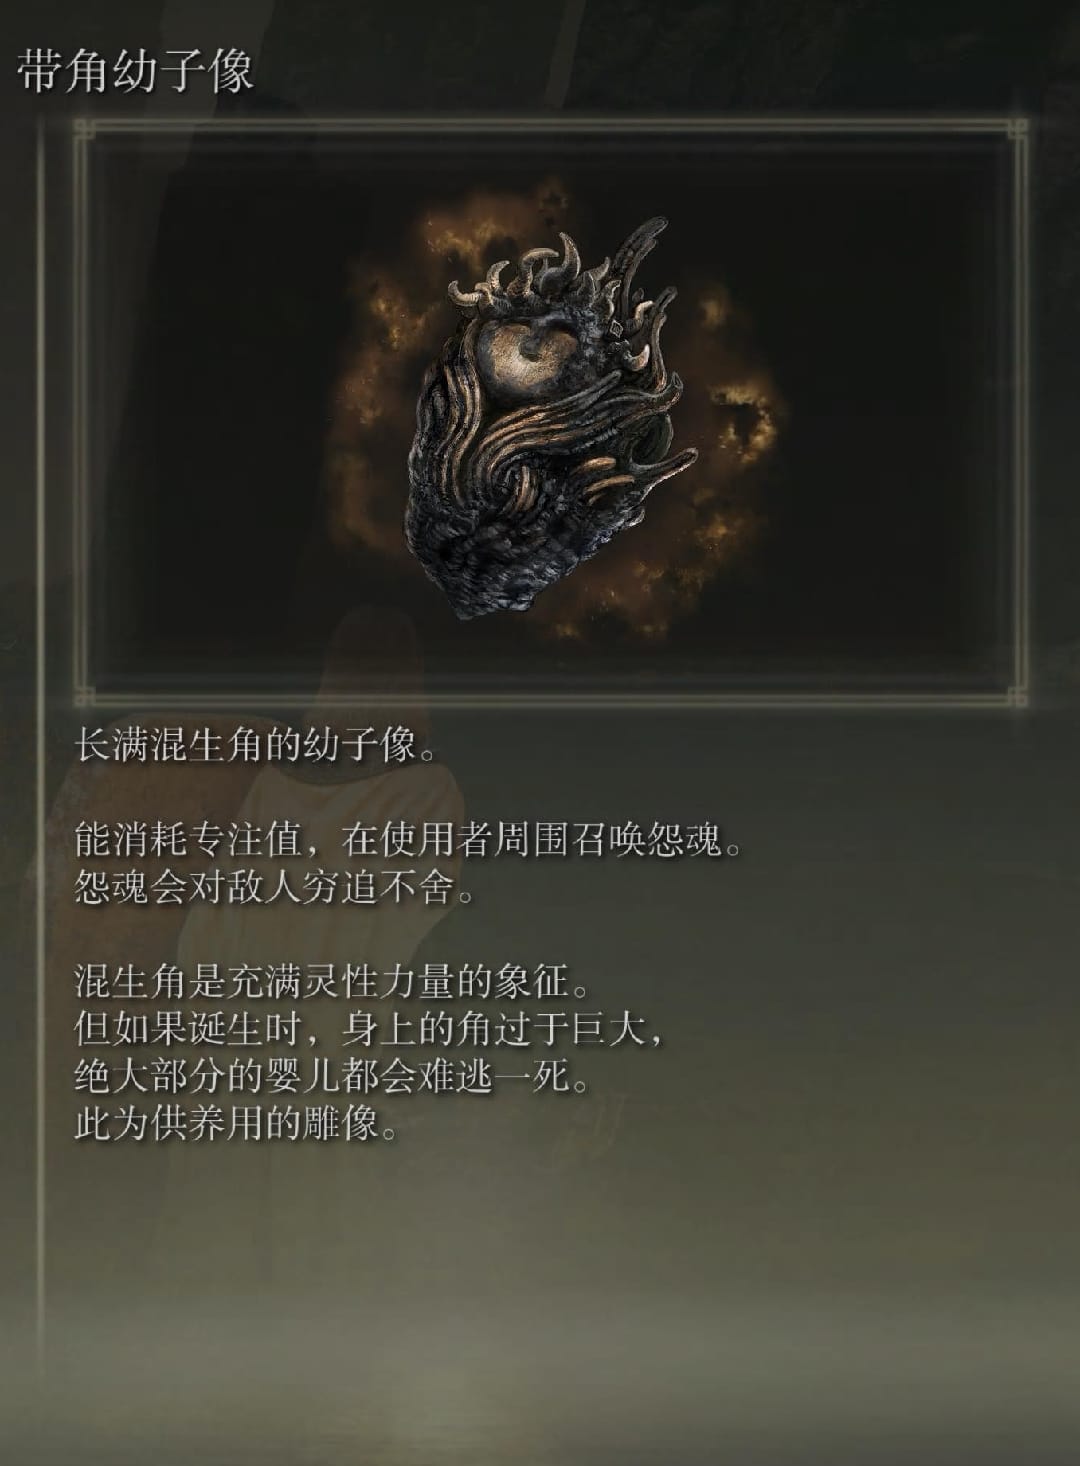 带角幼子像
长满混生角的幼子像。
能消耗专注值，在使用者周围召唤怨魂。
怨魂会对敌人穷追不舍。
混生角是充满灵性力量的象征。
但如果诞生时，身上的角过于巨大，
绝大部分的婴儿都会难逃一死。
此为供养用的雕像。